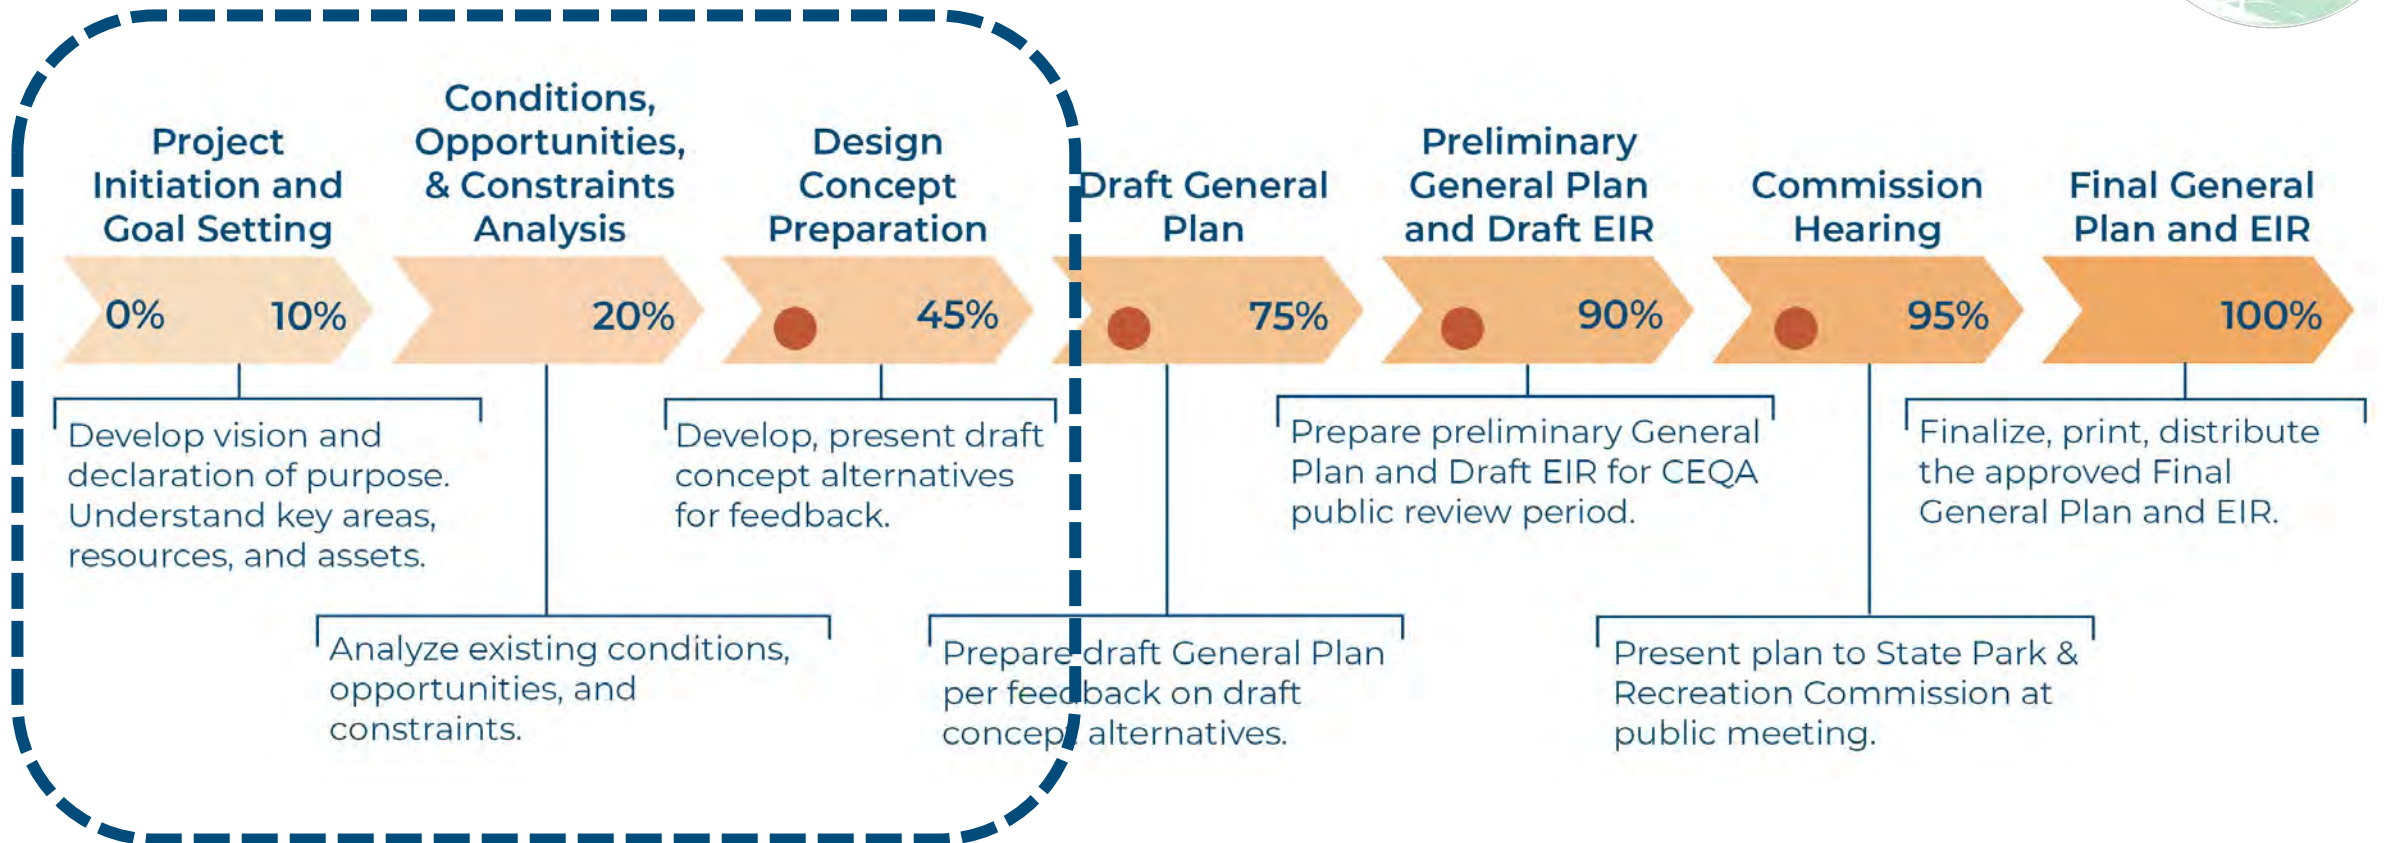 Project
Initiation and
Goal Setting
Conditions,
Opportunities,
& Constraints
Analysis
Design
Concept
Preparation
Draft General
Plan
Preliminary
General Plan
and Draft EIR
Commission
Hearing
Final General
Plan and EIR
0% 10%
20%
45%
75%
90%
95%
100%
Develop vision and
declaration of purpose.
Understand key areas,
resources, and assets.
Analyze existing conditions,
opportunities, and
constraints.
Develop, present draft
concept alternatives
for feedback.
Prepare draft General Plan
per feedback on draft
concept alternatives.
Prepare preliminary General
Plan and Draft EIR for CEQA
public review period.
Present plan to State Park &
Recreation Commission at
public meeting.
Finalize, print, distribute
the approved Final
General Plan and EIR.